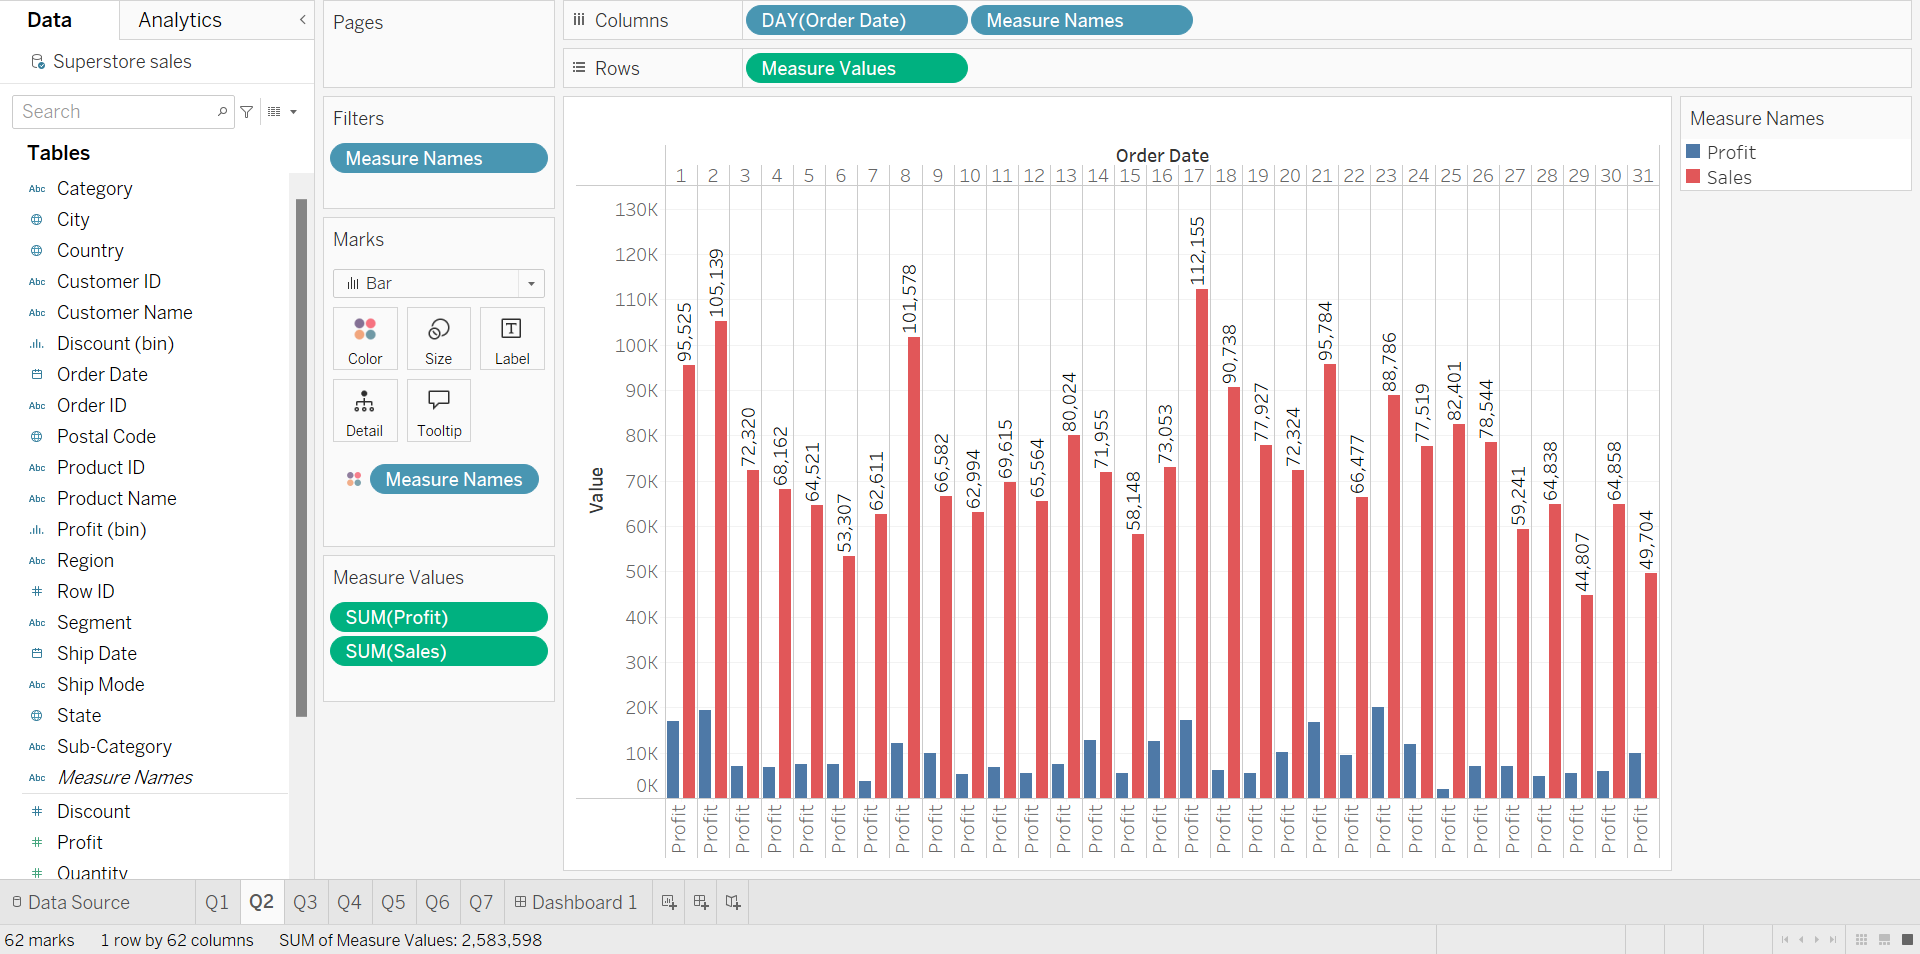 Data
Analytics
Superstore sales
Search
Tables
Abc Category
City
Country
Abc Customer ID
Abc Customer Name
Discount (bin)
Order Date
Abc Order ID
Postal Code
Abc Product ID
Abc Product Name
Profit (bin)
Abc Region
# Row ID
Abc Segment
Ship Date
Abc Ship Mode
State
Abc Sub-Category
Abc Measure Names
# Discount
# Profit
# Quantity
Pages
Filters
Measure Names
Marks
Bar
Color Size Label
Detail Tooltip
Measure Names
Measure Values
SUM(Profit)
SUM(Sales)
Columns DAY(Order Date) Measure Names
Rows Measure Values
Order Date
1 2 3 4 5 6 7 8 9 10 11 12 13 14 15 16 17 18 19 20 21 22 23 24 25 26 27 28 29 30 31
130K
120K
110K
100K
90K
80K
70K
60K
50K
40K
30K
20K
10K
0K
Value
95,525
105,139
72,320
68,162
64,521
53,307
62,611
101,578
66,582
62,994
69,615
65,564
80,024
71,955
58,148
73,053
112,155
90,738
77,927
72,324
95,784
66,477
88,786
77,519
82,401
78,544
59,241
64,838
44,807
64,858
49,704
Profit Profit Profit Profit Profit Profit Profit Profit Profit Profit Profit Profit Profit Profit Profit Profit Profit Profit Profit Profit Profit Profit Profit Profit Profit Profit Profit Profit Profit Profit Profit
Measure Names
Profit
Sales
Data Source Q1 Q2 Q3 Q4 Q5 Q6 Q7 Dashboard 1
62 marks 1 row by 62 columns SUM of Measure Values: 2,583,598